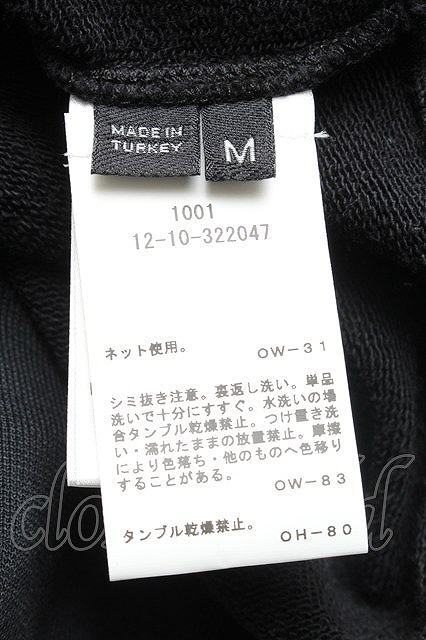 MADE IN
TURKEY
M
1001
12-10-322047
ネット使用。
OW-31
シミ抜き注意。裏返し洗い。単品
洗いで十分にすすぐ。水洗いの場
合タンブル乾燥禁止。つけ置き洗
い・濡れたままの放置禁止。摩擦
により色落ち・他のものへ色移り
することがある。
OW-83
タンブル乾燥禁止。
OH-80